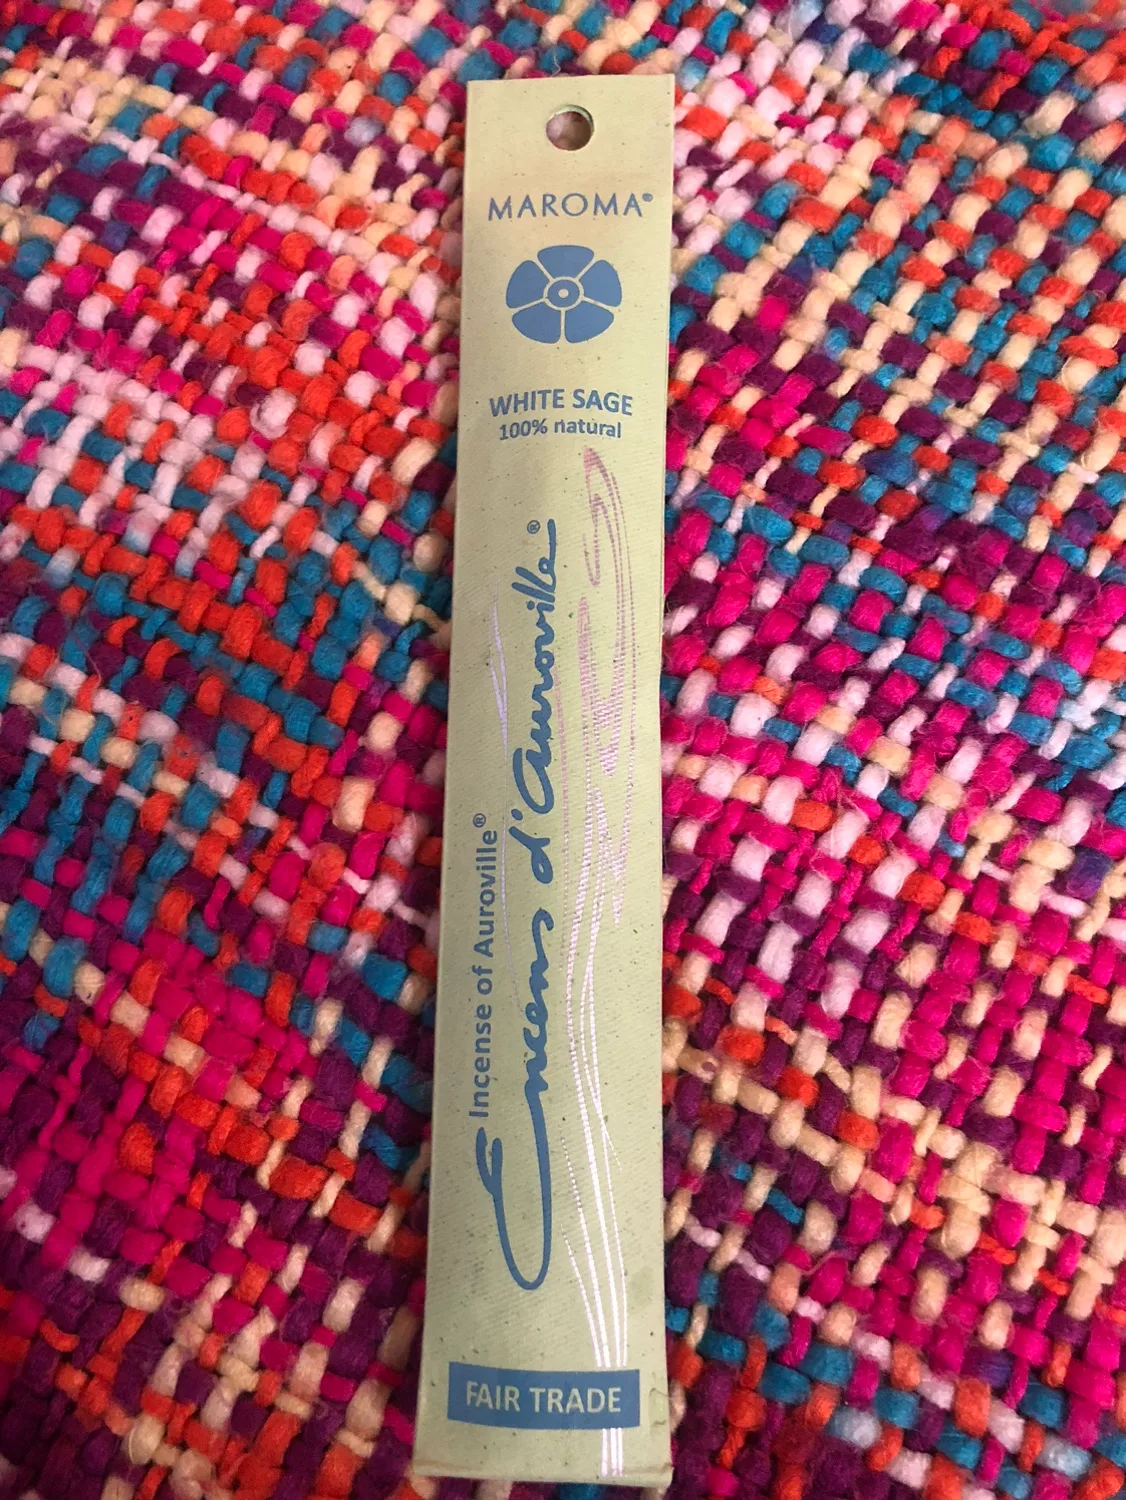 MAROMA®
WHITE SAGE
100% natural
Incense of Auroville®
Encens d'Auroville®
FAIR TRADE